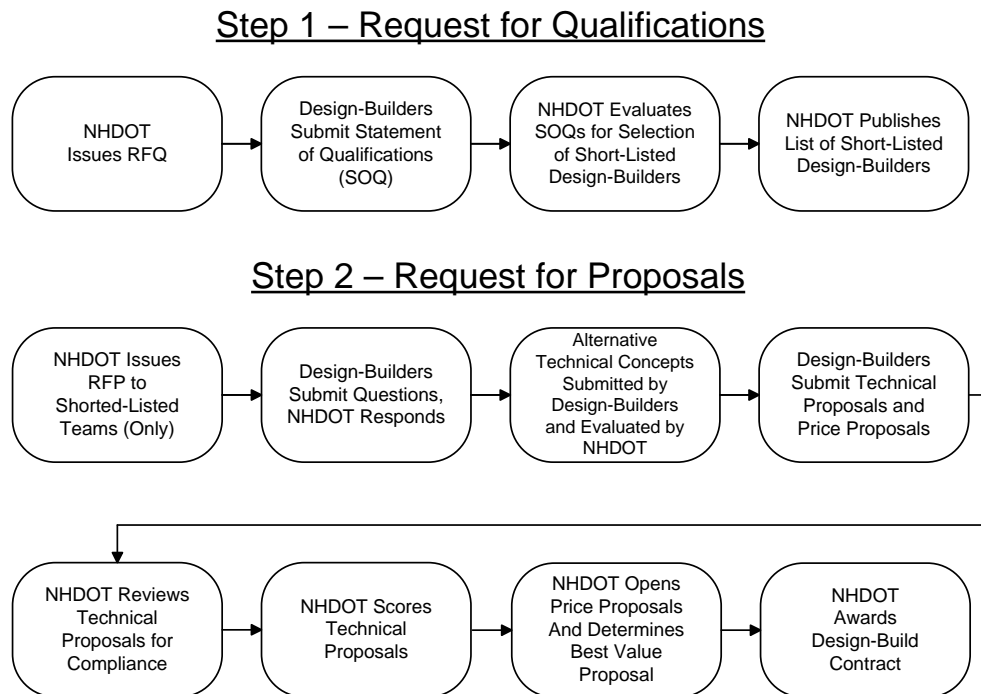 Step 1 – Request for Qualifications
NHDOT
Issues RFQ
Design-Builders
Submit Statement
of Qualifications
(SOQ)
NHDOT Evaluates
SOQs for Selection
of Short-Listed
Design-Builders
NHDOT Publishes
List of Short-Listed
Design-Builders
Step 2 – Request for Proposals
NHDOT Issues
RFP to
Shorted-Listed
Teams (Only)
Design-Builders
Submit Questions,
NHDOT Responds
Alternative
Technical Concepts
Submitted by
Design-Builders
and Evaluated by
NHDOT
Design-Builders
Submit Technical
Proposals and
Price Proposals
NHDOT Reviews
Technical
Proposals for
Compliance
NHDOT Scores
Technical
Proposals
NHDOT Opens
Price Proposals
And Determines
Best Value
Proposal
NHDOT
Awards
Design-Build
Contract